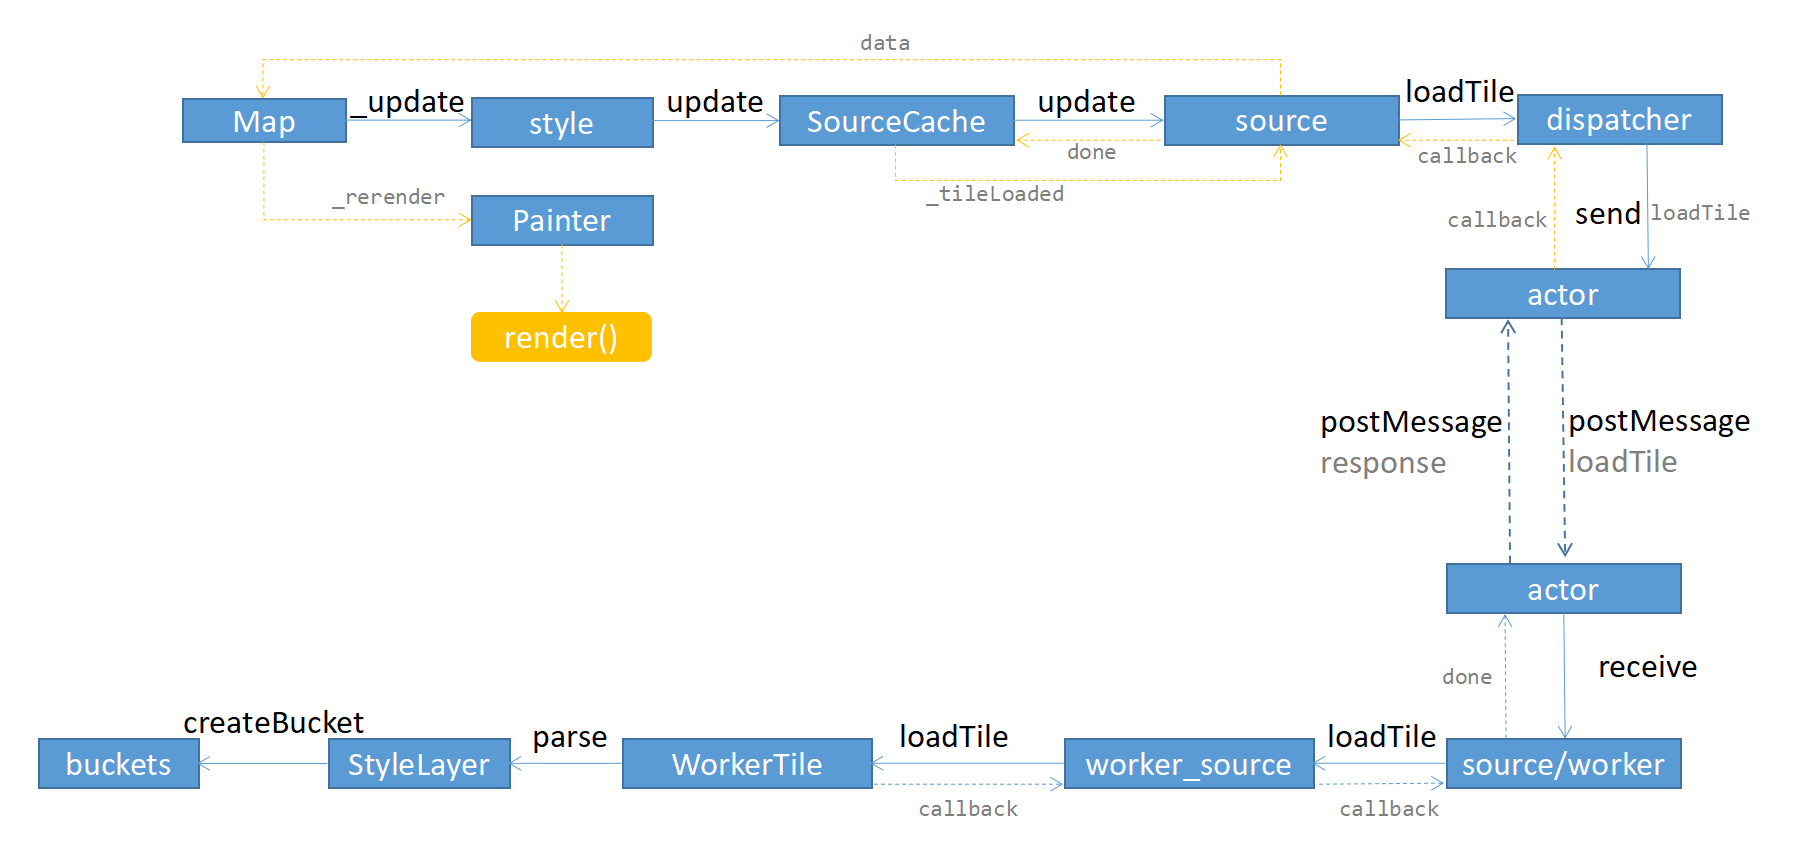 data
Map
_update
style
update
SourceCache
update
source
loadTile
dispatcher
done
callback
_tileLoaded
_rerender
Painter
callback
send
loadTile
render()
actor
postMessage
response
postMessage
loadTile
actor
done
receive
createBucket
parse
loadTile
loadTile
buckets
StyleLayer
WorkerTile
worker_source
source/worker
callback
callback